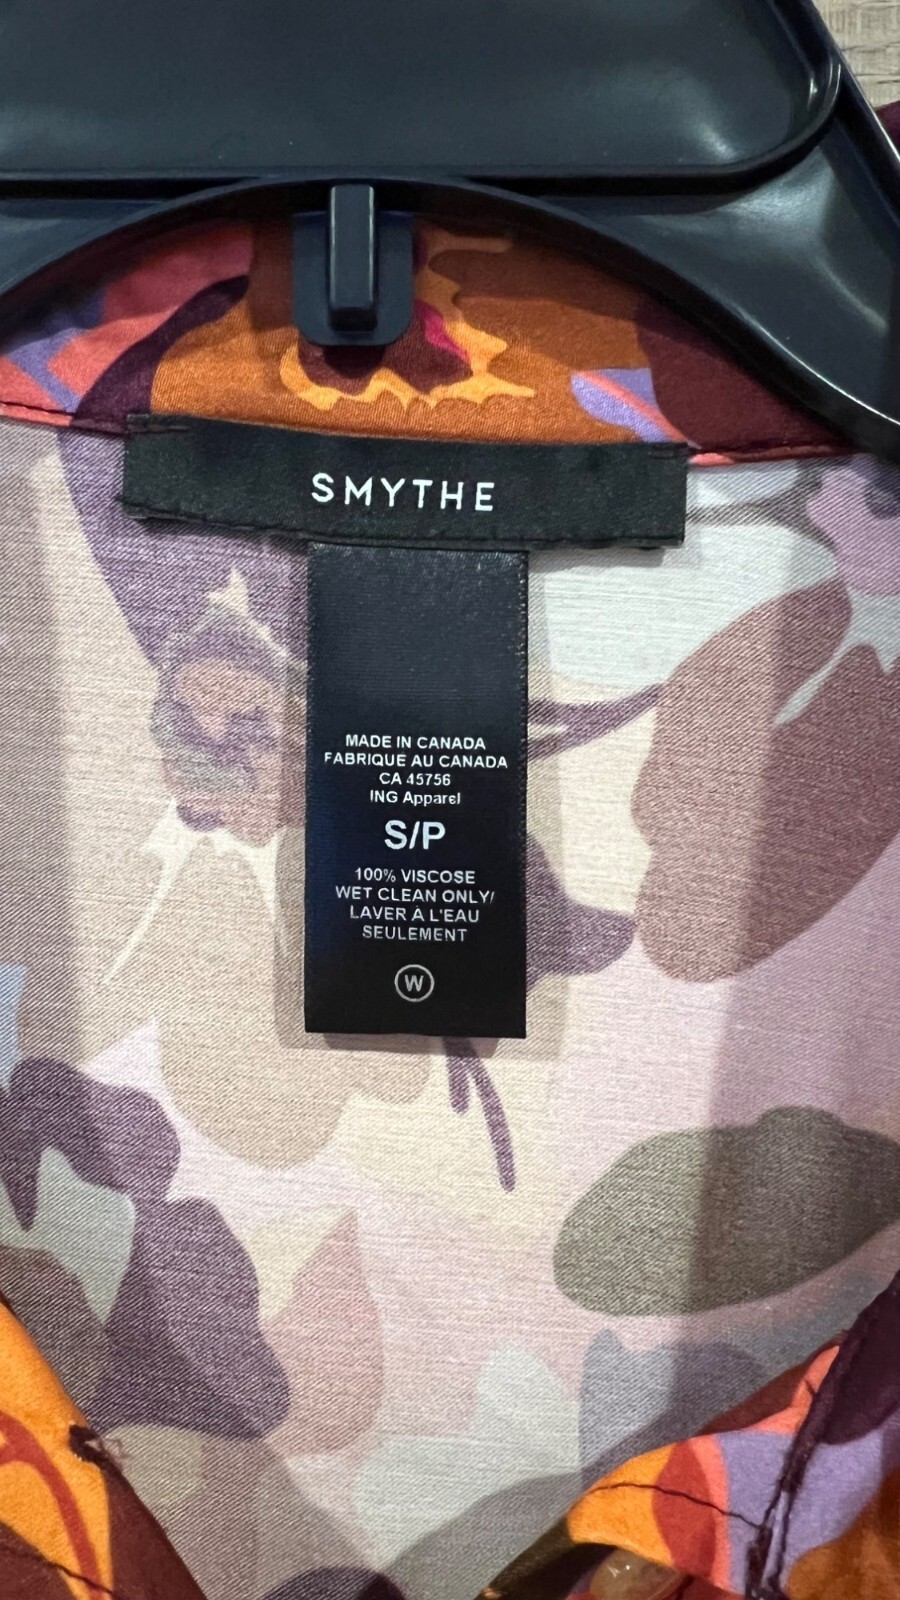 SMYTHE
MADE IN CANADA
FABRIQUE AU CANADA
CA 45756
ING Apparel
S/P
100% VISCOSE
WET CLEAN ONLY/
LAVER À L'EAU
SEULEMENT
W